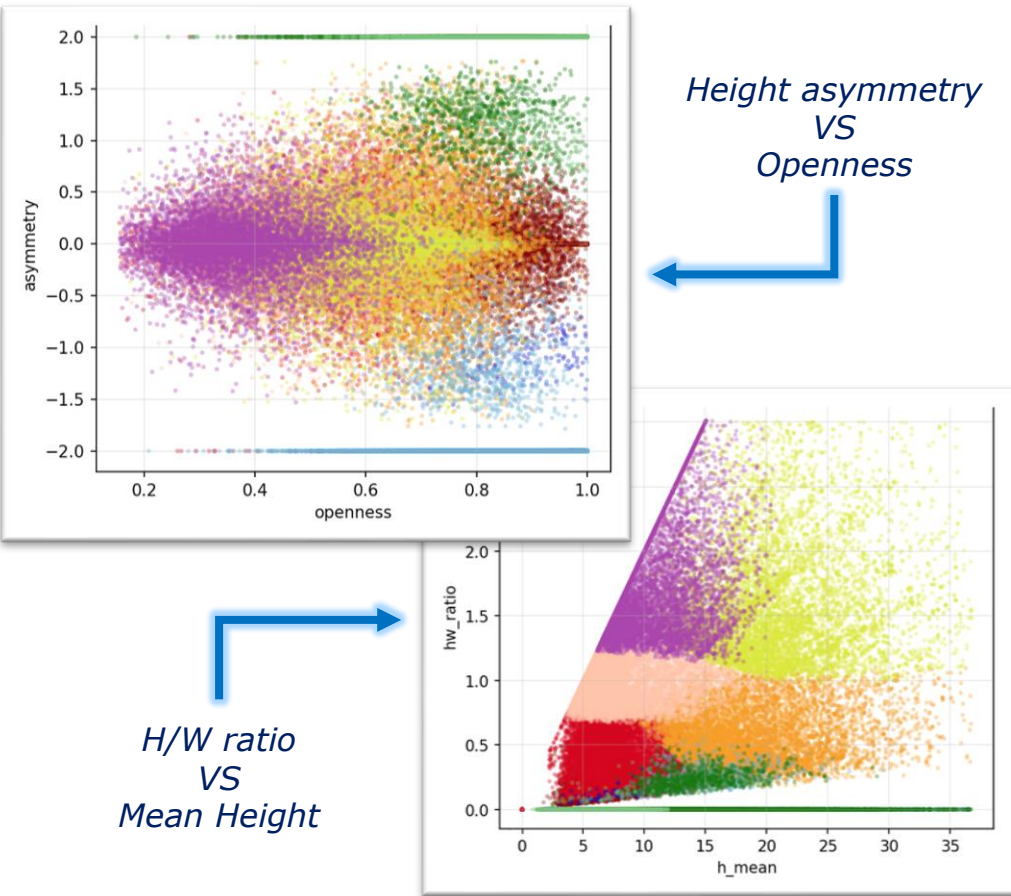 2.0
1.5
1.0
0.5
0.0
−0.5
−1.0
−1.5
−2.0
asymmetry
0.2 0.4 0.6 0.8 1.0
openness
Height asymmetry
VS
Openness
H/W ratio
VS
Mean Height
2.0
1.5
1.0
0.5
0.0
hw_ratio
0 5 10 15 20 25 30 35
h_mean